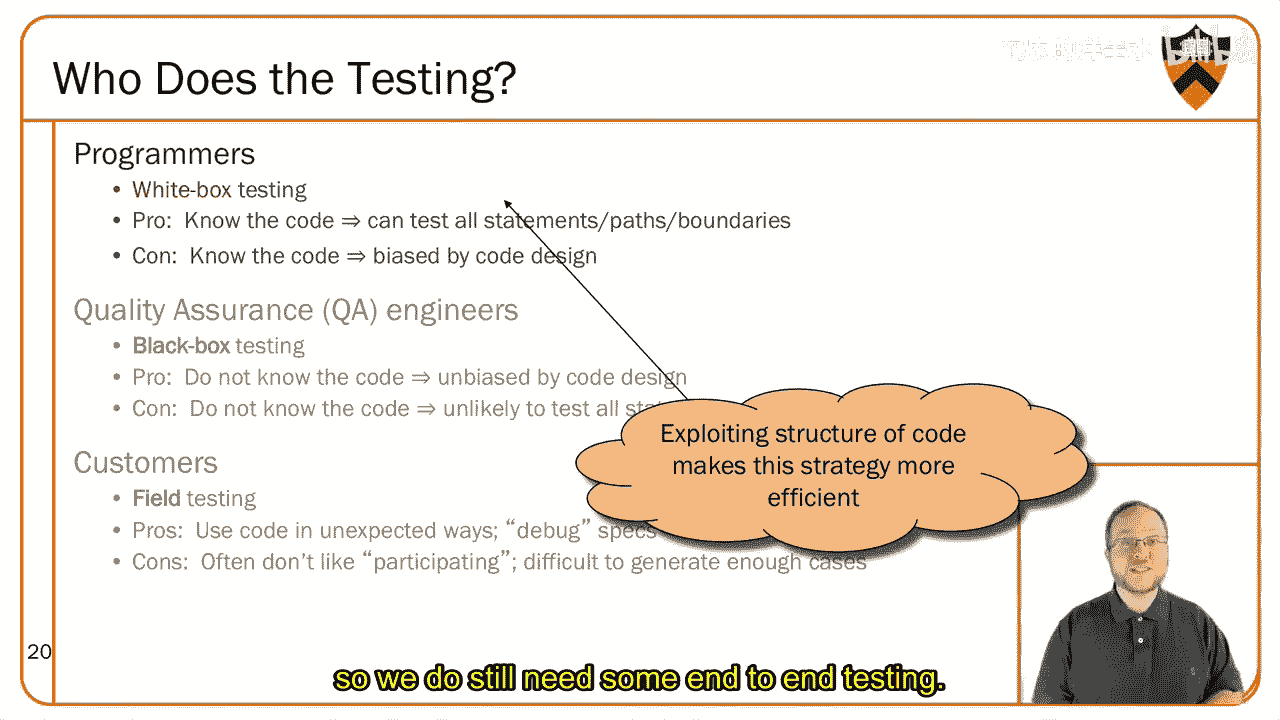 Who Does the Testing?
Programmers
• White-box testing
• Pro: Know the code ⇒ can test all statements/paths/boundaries
• Con: Know the code ⇒ biased by code design
Quality Assurance (QA) engineers
• Black-box testing
• Pro: Do not know the code ⇒ unbiased by code design
• Con: Do not know the code ⇒ unlikely to test all
Customers
• Field testing
• Pros: Use code in unexpected ways; “debug” specs
• Cons: Often don’t like “participating”; difficult to generate enough cases
Exploiting structure of code
makes this strategy more
efficient
20
so we do still need some end to end testing.